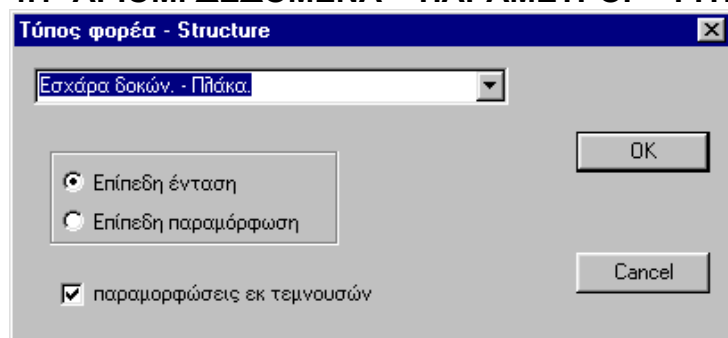 Τύπος φορέα - Structure
Εσχάρα δοκών. - Πλάκα.
OK
Επίπεδη ένταση
Επίπεδη παραμόρφωση
Cancel
παραμορφώσεις εκ τεμνουσών